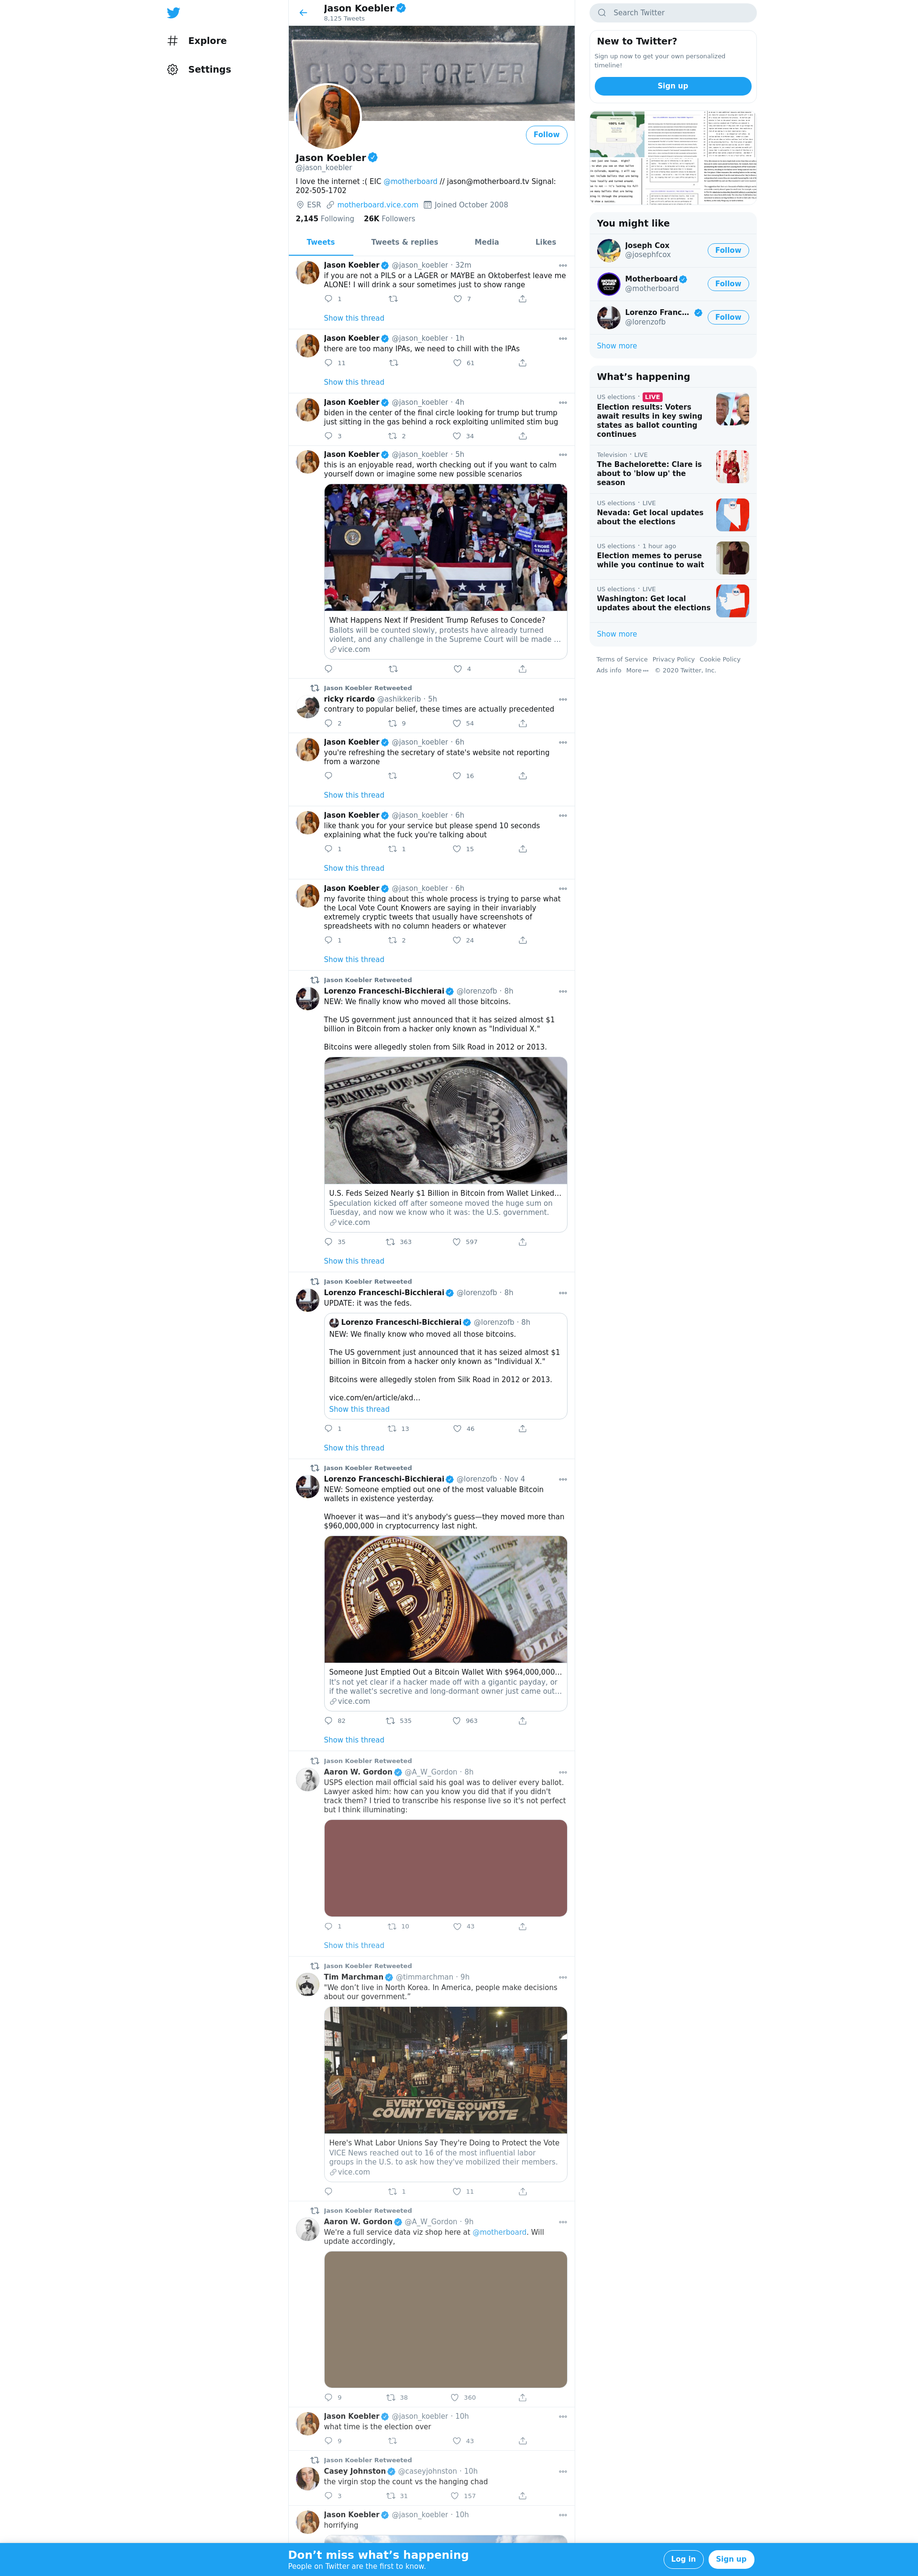 Explore
Settings
Jason Koebler
8,125 Tweets
CLOSED FOREVER
Follow
Jason Koebler
@jason_koebler
I love the internet :( EIC @motherboard // jason@motherboard.tv Signal:
202-505-1702
ESR motherboard.vice.com Joined October 2008
2,145 Following 26K Followers
Tweets Tweets & replies Media Likes
Jason Koebler @jason_koebler · 32m
if you are not a PILS or a LAGER or MAYBE an Oktoberfest leave me
ALONE! I will drink a sour sometimes just to show range
1 7
Show this thread
Jason Koebler @jason_koebler · 1h
there are too many IPAs, we need to chill with the IPAs
11 61
Show this thread
Jason Koebler @jason_koebler · 4h
biden in the center of the final circle looking for trump but trump
just sitting in the gas behind a rock exploiting unlimited stim bug
3 2 34
Jason Koebler @jason_koebler · 5h
this is an enjoyable read, worth checking out if you want to calm
yourself down or imagine some new possible scenarios
What Happens Next If President Trump Refuses to Concede?
Ballots will be counted slowly, protests have already turned
violent, and any challenge in the Supreme Court will be made ...
vice.com
4
Jason Koebler Retweeted
ricky ricardo @ashikkerib · 5h
contrary to popular belief, these times are actually precedented
2 9 54
Jason Koebler @jason_koebler · 6h
you're refreshing the secretary of state's website not reporting
from a warzone
16
Show this thread
Jason Koebler @jason_koebler · 6h
like thank you for your service but please spend 10 seconds
explaining what the fuck you're talking about
1 1 15
Show this thread
Jason Koebler @jason_koebler · 6h
my favorite thing about this whole process is trying to parse what
the Local Vote Count Knowers are saying in their invariably
extremely cryptic tweets that usually have screenshots of
spreadsheets with no column headers or whatever
1 2 24
Show this thread
Jason Koebler Retweeted
Lorenzo Franceschi-Bicchierai @lorenzofb · 8h
NEW: We finally know who moved all those bitcoins.
The US government just announced that it has seized almost $1
billion in Bitcoin from a hacker only known as "Individual X."
Bitcoins were allegedly stolen from Silk Road in 2012 or 2013.
U.S. Feds Seized Nearly $1 Billion in Bitcoin from Wallet Linked...
Speculation kicked off after someone moved the huge sum on
Tuesday, and now we know who it was: the U.S. government.
vice.com
35 363 597
Show this thread
Jason Koebler Retweeted
Lorenzo Franceschi-Bicchierai @lorenzofb · 8h
UPDATE: it was the feds.
Lorenzo Franceschi-Bicchierai @lorenzofb · 8h
NEW: We finally know who moved all those bitcoins.
The US government just announced that it has seized almost $1
billion in Bitcoin from a hacker only known as "Individual X."
Bitcoins were allegedly stolen from Silk Road in 2012 or 2013.
vice.com/en/article/akd...
Show this thread
1 13 46
Show this thread
Jason Koebler Retweeted
Lorenzo Franceschi-Bicchierai @lorenzofb · Nov 4
NEW: Someone emptied out one of the most valuable Bitcoin
wallets in existence yesterday.
Whoever it was—and it's anybody's guess—they moved more than
$960,000,000 in cryptocurrency last night.
Someone Just Emptied Out a Bitcoin Wallet With $964,000,000...
It's not yet clear if a hacker made off with a gigantic payday, or
if the wallet's secretive and long-dormant owner just came out...
vice.com
82 535 963
Show this thread
Jason Koebler Retweeted
Aaron W. Gordon @A_W_Gordon · 8h
USPS election mail official said his goal was to deliver every ballot.
Lawyer asked him: how can you know you did that if you didn't
track them? I tried to transcribe his response live so it's not perfect
but I think illuminating:
1 10 43
Show this thread
Jason Koebler Retweeted
Tim Marchman @timmarchman · 9h
"We don't live in North Korea. In America, people make decisions
about our government."
EVERY VOTE COUNTS
COUNT EVERY VOTE
Here's What Labor Unions Say They're Doing to Protect the Vote
VICE News reached out to 16 of the most influential labor
groups in the U.S. to ask how they've mobilized their members.
vice.com
1 11
Jason Koebler Retweeted
Aaron W. Gordon @A_W_Gordon · 9h
We're a full service data viz shop here at @motherboard. Will
update accordingly,
9 38 360
Jason Koebler @jason_koebler · 10h
what time is the election over
9 43
Jason Koebler Retweeted
Casey Johnston @caseyjohnston · 10h
the virgin stop the count vs the hanging chad
3 31 157
Jason Koebler @jason_koebler · 10h
horrifying
Search Twitter
New to Twitter?
Sign up now to get your own personalized
timeline!
Sign up
You might like
Joseph Cox
@josephfcox
Follow
Motherboard
@motherboard
Follow
Lorenzo Franc...
@lorenzofb
Follow
Show more
What's happening
US elections · LIVE
Election results: Voters
await results in key swing
states as ballot counting
continues
Television · LIVE
The Bachelorette: Clare is
about to 'blow up' the
season
US elections · LIVE
Nevada: Get local updates
about the elections
US elections · 1 hour ago
Election memes to peruse
while you continue to wait
US elections · LIVE
Washington: Get local
updates about the elections
Show more
Terms of Service Privacy Policy Cookie Policy
Ads info More © 2020 Twitter, Inc.
Don't miss what's happening
People on Twitter are the first to know.
Log in
Sign up